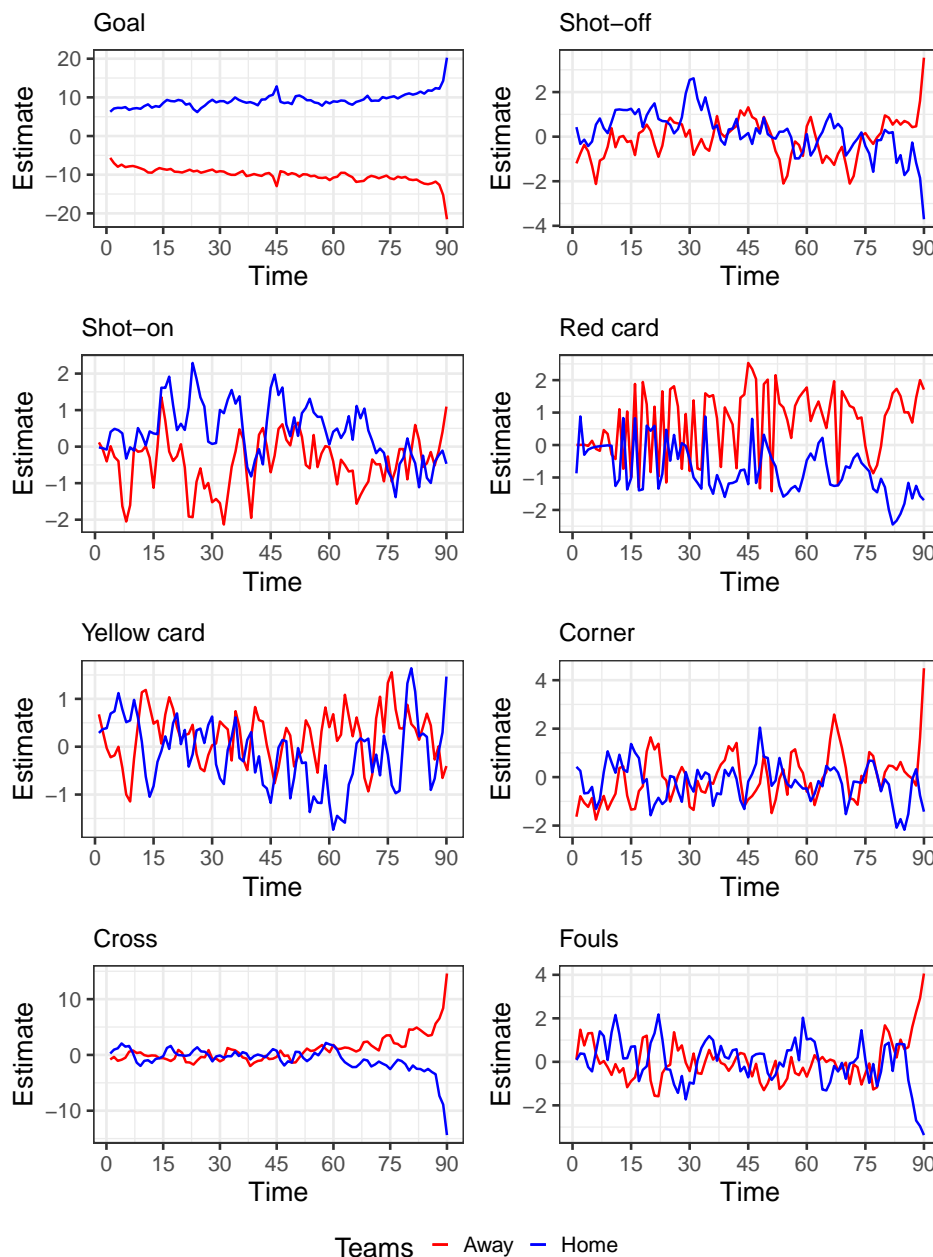 Goal
20
10
0
−10
−20
Estimate
0 15 30 45 60 75 90
Time
Shot−off
2
0
−2
−4
Estimate
0 15 30 45 60 75 90
Time
Shot−on
2
1
0
−1
−2
Estimate
0 15 30 45 60 75 90
Time
Red card
2
1
0
−1
−2
Estimate
0 15 30 45 60 75 90
Time
Yellow card
1
0
−1
Estimate
0 15 30 45 60 75 90
Time
Corner
4
2
0
−2
Estimate
0 15 30 45 60 75 90
Time
Cross
10
0
−10
Estimate
0 15 30 45 60 75 90
Time
Fouls
4
2
0
−2
Estimate
0 15 30 45 60 75 90
Time
Teams Away Home